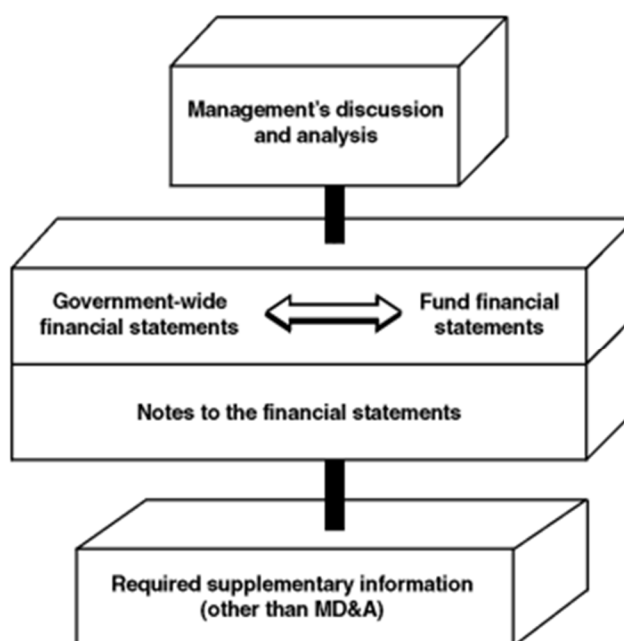 Management's discussion
and analysis
Government-wide
financial statements
Fund financial
statements
Notes to the financial statements
Required supplementary information
(other than MD&A)